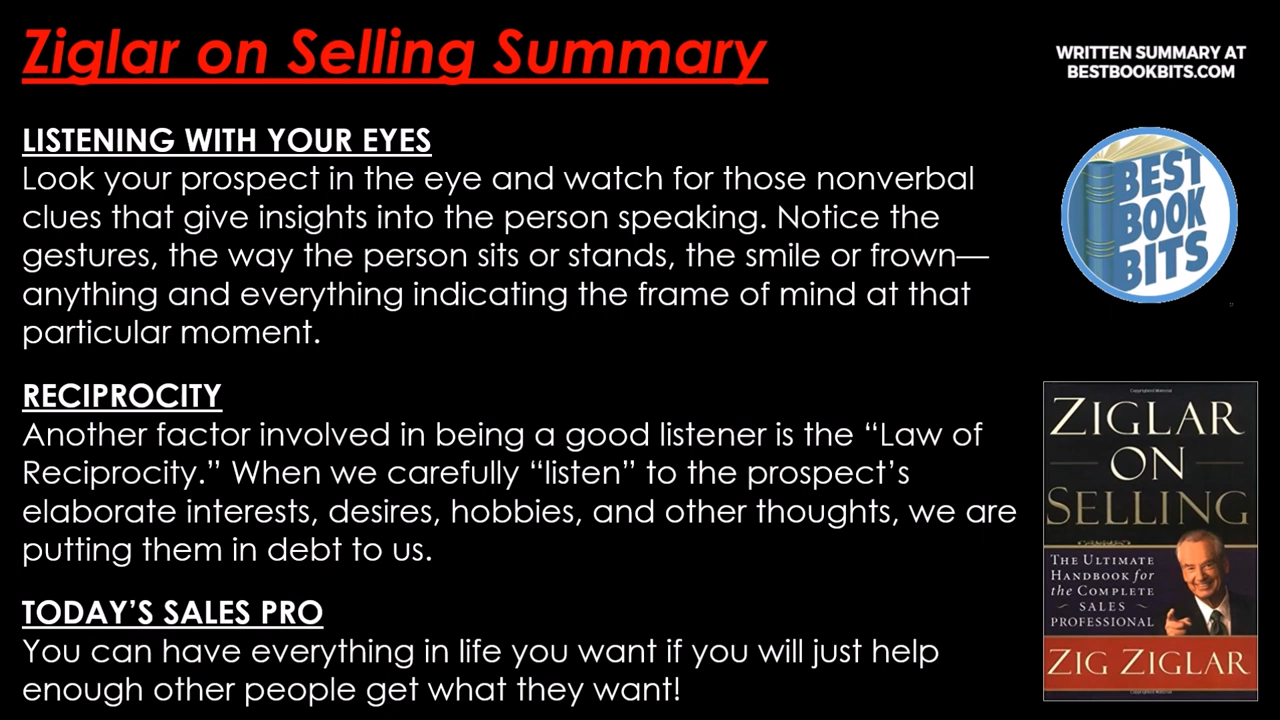 Ziglar on Selling Summary
WRITTEN SUMMARY AT
BESTBOOKBITS.COM
LISTENING WITH YOUR EYES
Look your prospect in the eye and watch for those nonverbal
clues that give insights into the person speaking. Notice the
gestures, the way the person sits or stands, the smile or frown—
anything and everything indicating the frame of mind at that
particular moment.
RECIPROCITY
Another factor involved in being a good listener is the “Law of
Reciprocity.” When we carefully “listen” to the prospect’s
elaborate interests, desires, hobbies, and other thoughts, we are
putting them in debt to us.
TODAY’S SALES PRO
You can have everything in life you want if you will just help
enough other people get what they want!
BEST
BOOK
BITS
Copyrighted Material
ZIGLAR
ON
SELLING
THE ULTIMATE
HANDBOOK for
the COMPLETE
SALES
PROFESSIONAL
ZIG ZIGLAR
Copyrighted Material